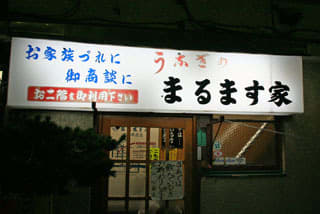 お家族づれに
御商談に
お二階を御利用下さい
うなぎの
まるます家